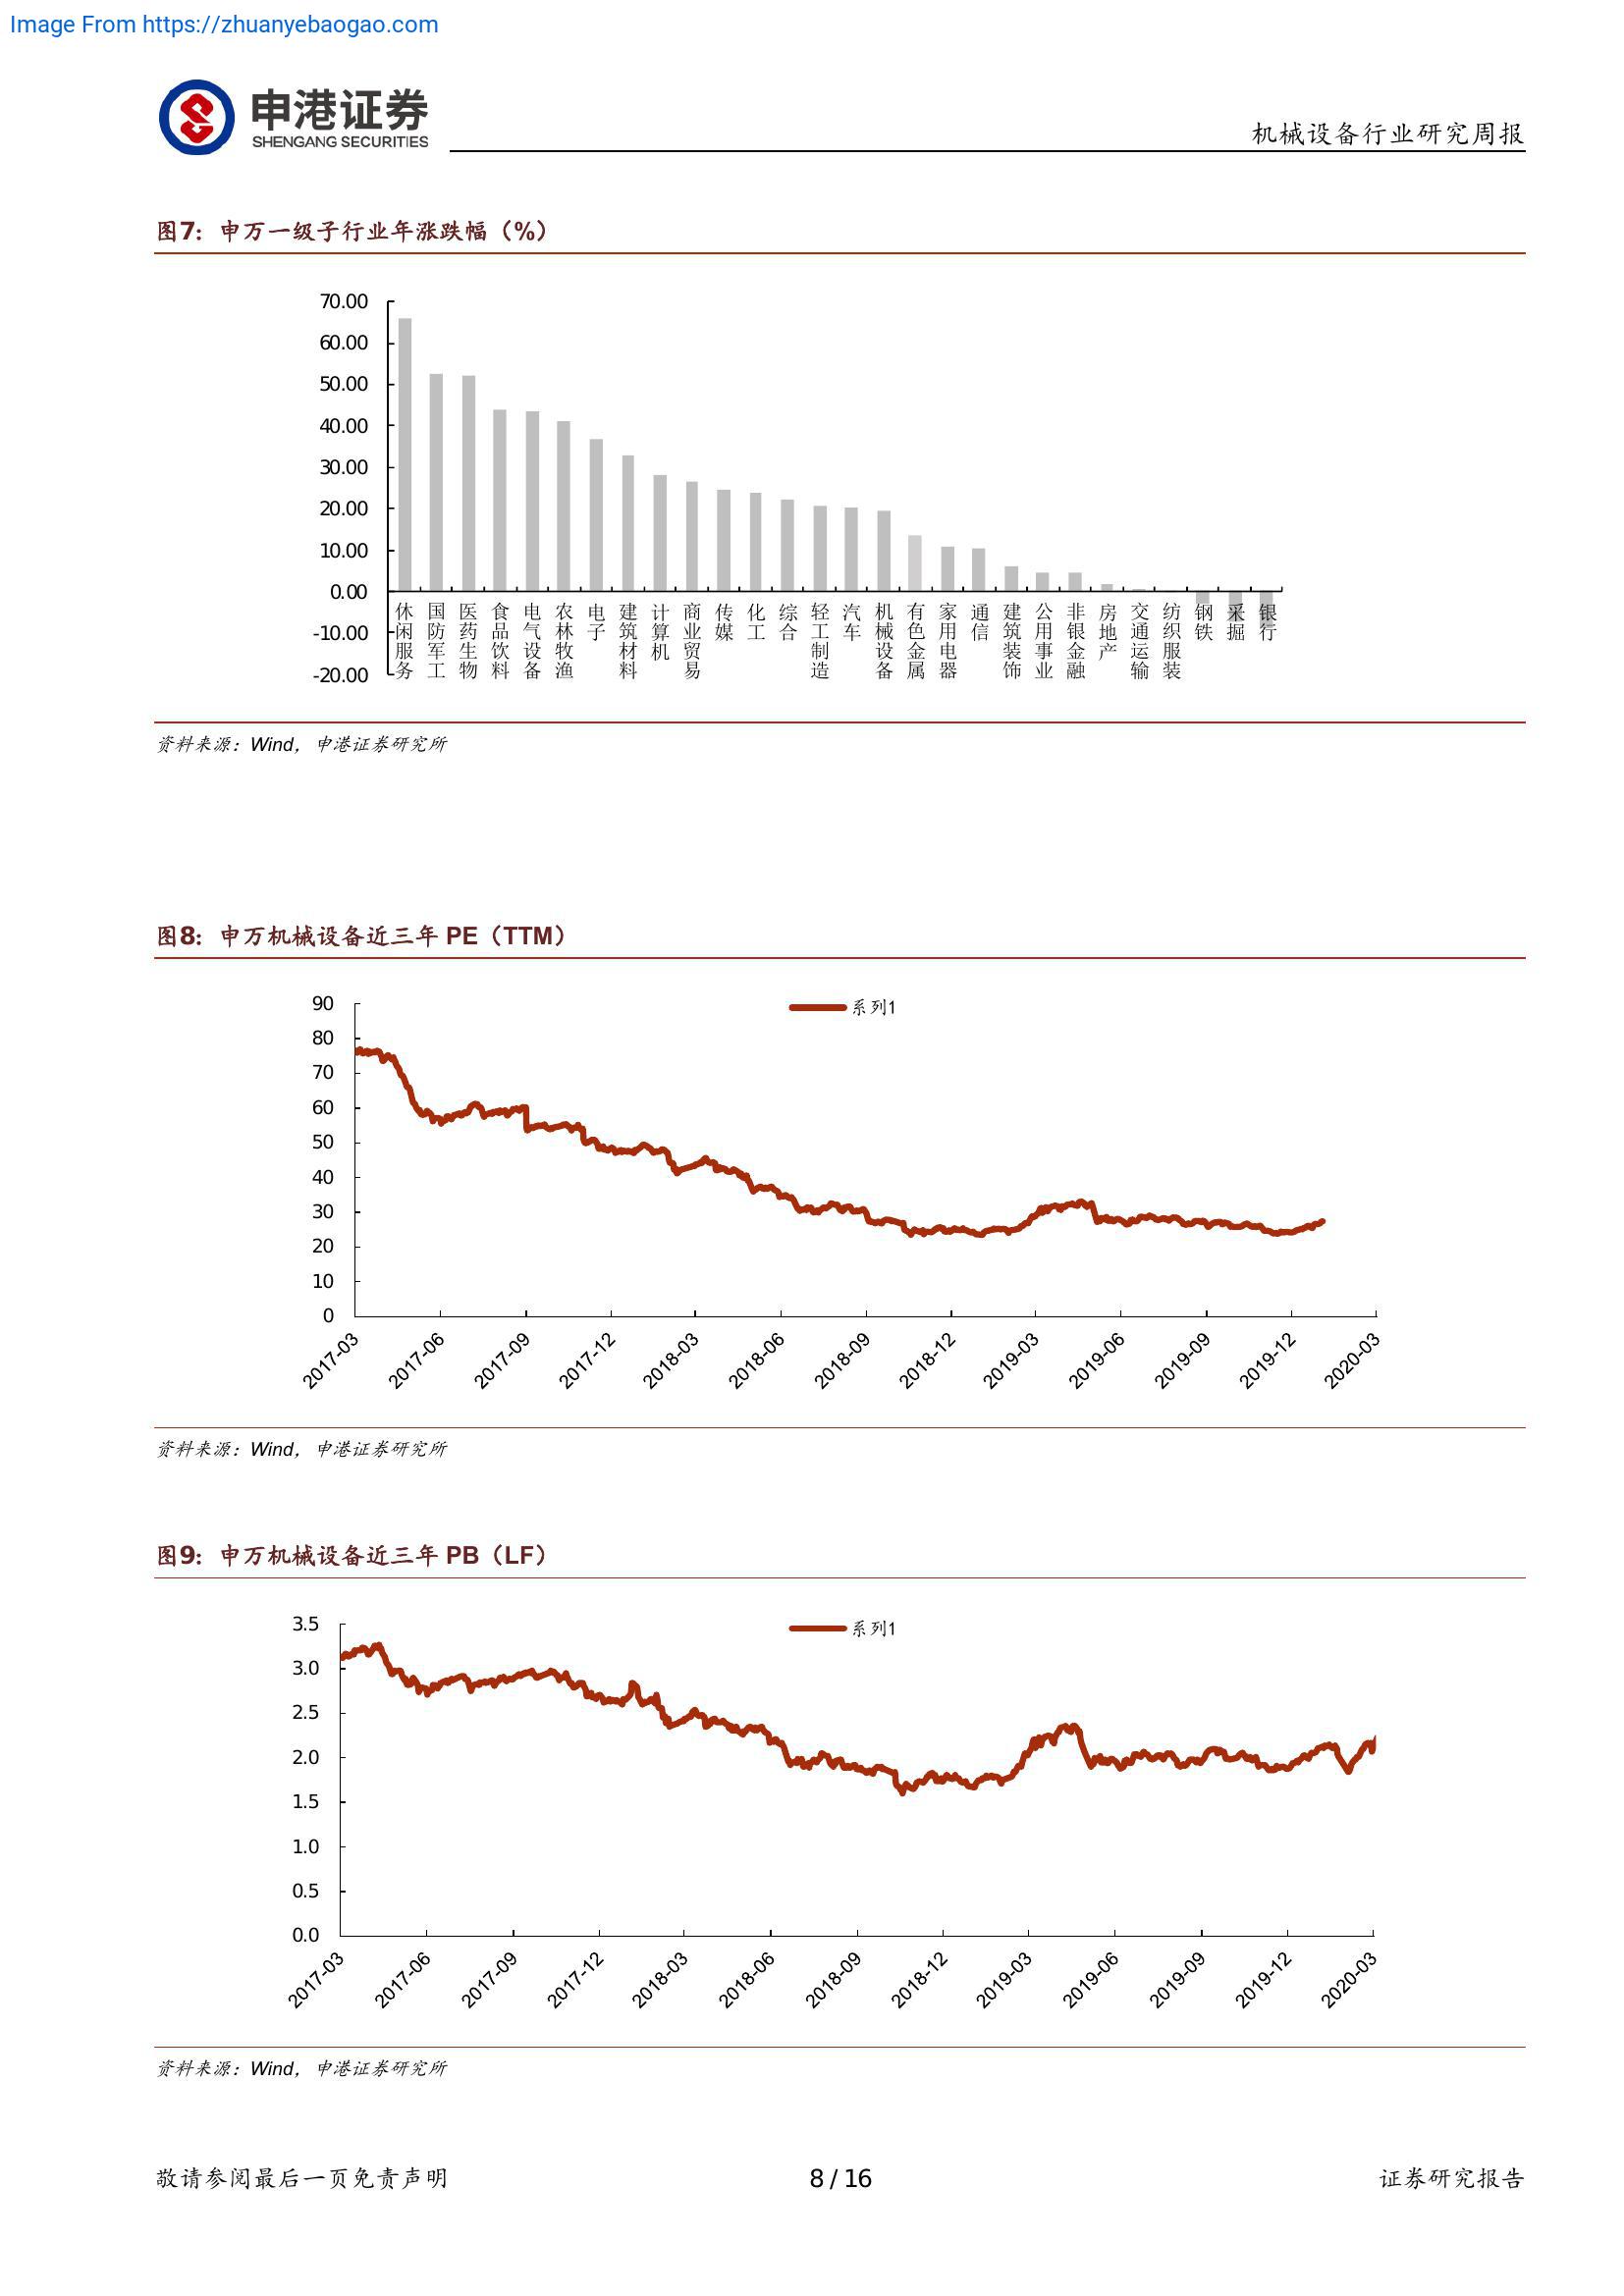 Image From https://zhuanyebaogao.com
申港证券
SHENGANG SECURITIES
机械设备行业研究周报
图7：申万一级子行业年涨跌幅（%）
70.00
60.00
50.00
40.00
30.00
20.00
10.00
0.00
-10.00
-20.00
休闲服务
国防军工
医药生物
食品饮料
电气设备
农林牧渔
电子
建筑材料
计算机
商业贸易
传媒
化工
综合
轻工制造
汽车
机械设备
有色金属
家用电器
通信
建筑装饰
公用事业
非银金融
房地产
交通运输
纺织服装
钢铁
采掘
银行
资料来源：Wind，申港证券研究所
图8：申万机械设备近三年 PE（TTM）
系列1
90
80
70
60
50
40
30
20
10
0
2017-03
2017-06
2017-09
2017-12
2018-03
2018-06
2018-09
2018-12
2019-03
2019-06
2019-09
2019-12
2020-03
资料来源：Wind，申港证券研究所
图9：申万机械设备近三年 PB（LF）
系列1
3.5
3.0
2.5
2.0
1.5
1.0
0.5
0.0
2017-03
2017-06
2017-09
2017-12
2018-03
2018-06
2018-09
2018-12
2019-03
2019-06
2019-09
2019-12
2020-03
资料来源：Wind，申港证券研究所
敬请参阅最后一页免责声明
8 / 16
证券研究报告